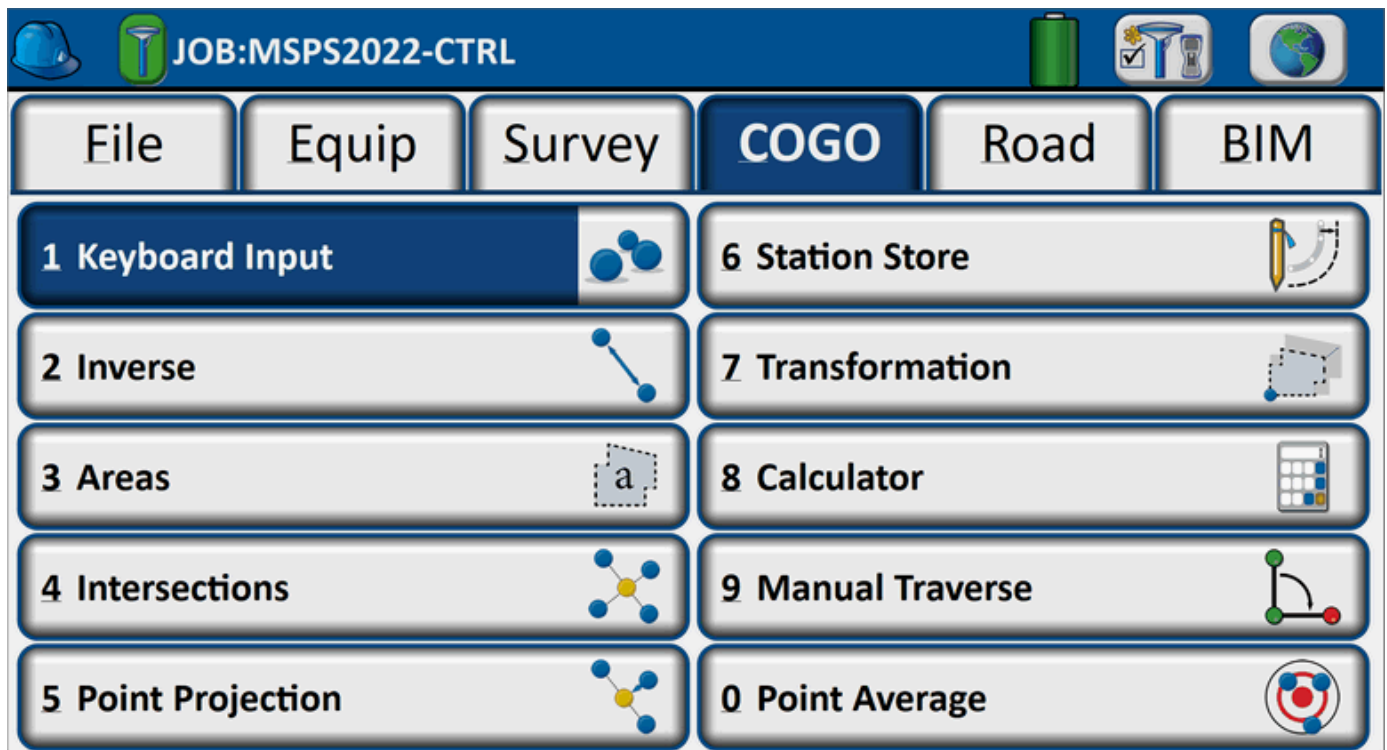 JOB:MSPS2022-CTRL
File
Equip
Survey
COGO
Road
BIM
1 Keyboard Input
2 Inverse
3 Areas
a
4 Intersections
5 Point Projection
6 Station Store
7 Transformation
8 Calculator
9 Manual Traverse
0 Point Average